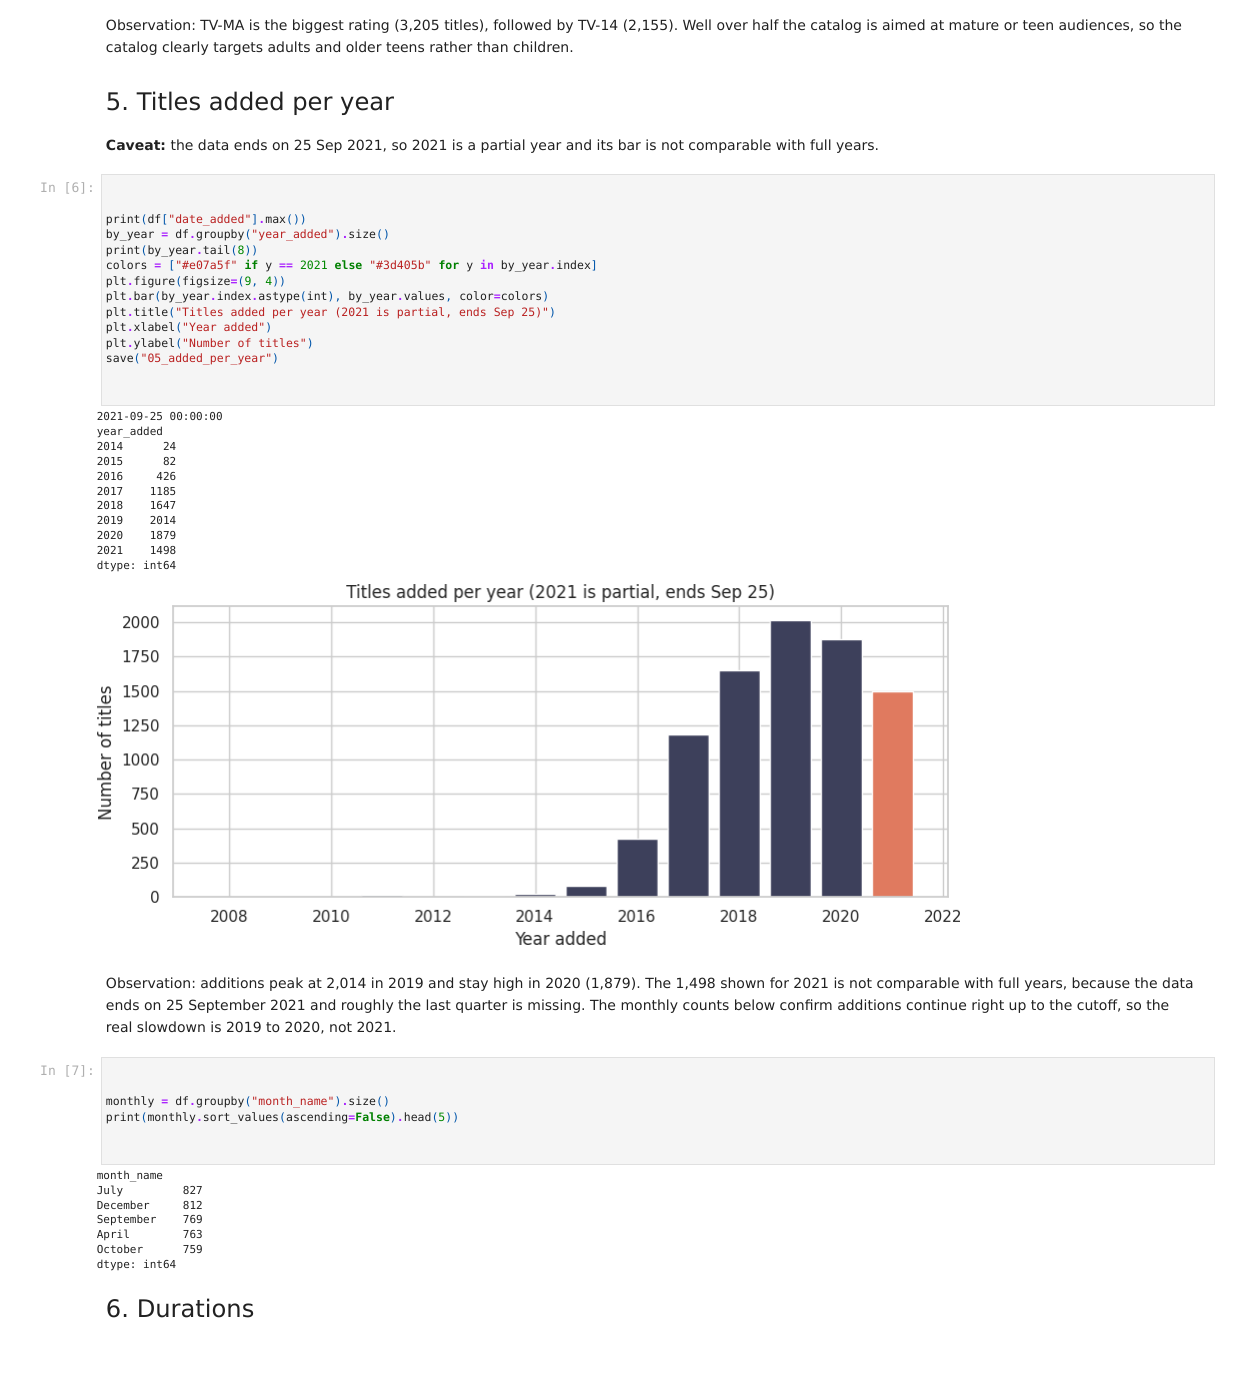 Observation: TV-MA is the biggest rating (3,205 titles), followed by TV-14 (2,155). Well over half the catalog is aimed at mature or teen audiences, so the
catalog clearly targets adults and older teens rather than children.
5. Titles added per year
Caveat: the data ends on 25 Sep 2021, so 2021 is a partial year and its bar is not comparable with full years.
In [6]:
print(df["date_added"].max())
by_year = df.groupby("year_added").size()
print(by_year.tail(8))
colors = ["#e07a5f" if y == 2021 else "#3d405b" for y in by_year.index]
plt.figure(figsize=(9, 4))
plt.bar(by_year.index.astype(int), by_year.values, color=colors)
plt.title("Titles added per year (2021 is partial, ends Sep 25)")
plt.xlabel("Year added")
plt.ylabel("Number of titles")
save("05_added_per_year")
2021-09-25 00:00:00
year_added
2014      24
2015      82
2016     426
2017    1185
2018    1647
2019    2014
2020    1879
2021    1498
dtype: int64
Titles added per year (2021 is partial, ends Sep 25)
Number of titles
2000
1750
1500
1250
1000
750
500
250
0
2008 2010 2012 2014 2016 2018 2020 2022
Year added
Observation: additions peak at 2,014 in 2019 and stay high in 2020 (1,879). The 1,498 shown for 2021 is not comparable with full years, because the data
ends on 25 September 2021 and roughly the last quarter is missing. The monthly counts below confirm additions continue right up to the cutoff, so the
real slowdown is 2019 to 2020, not 2021.
In [7]:
monthly = df.groupby("month_name").size()
print(monthly.sort_values(ascending=False).head(5))
month_name
July         827
December     812
September    769
April        763
October      759
dtype: int64
6. Durations